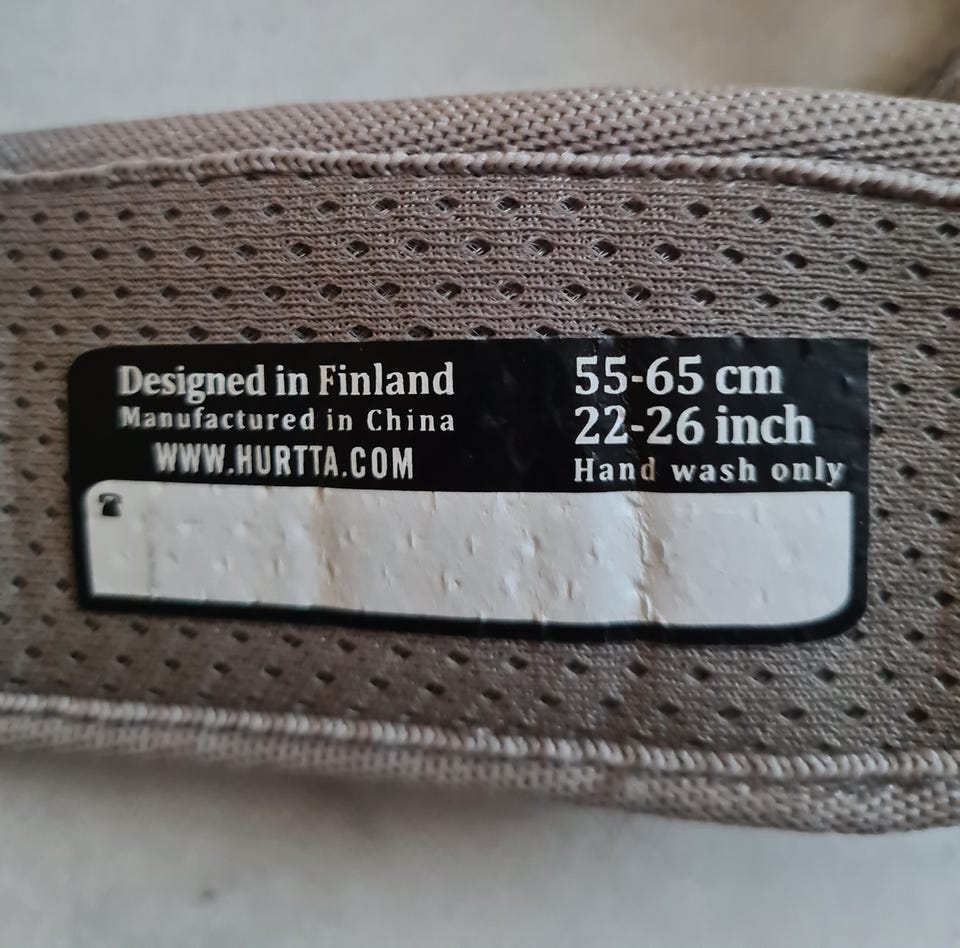 Designed in Finland
Manufactured in China
WWW.HURTTA.COM
55-65 cm
22-26 inch
Hand wash only